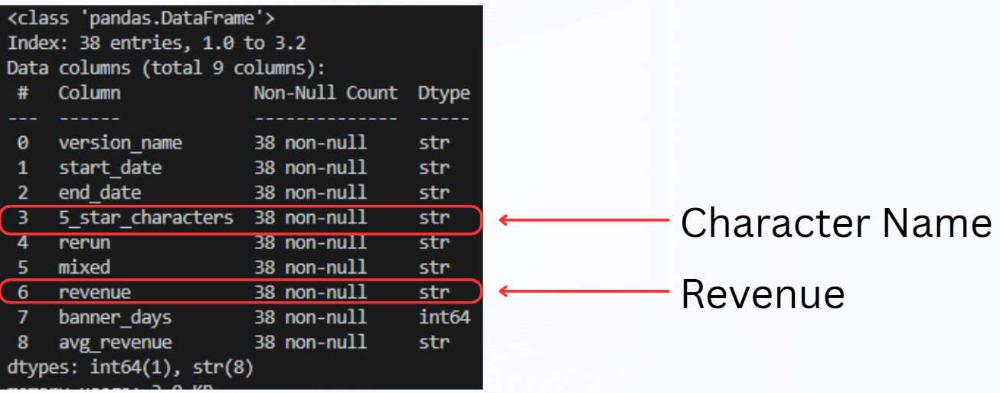 <class 'pandas.DataFrame'>
Index: 38 entries, 1.0 to 3.2
Data columns (total 9 columns):
# Column Non-Null Count Dtype
--- ------ -------------- -----
0 version_name 38 non-null str
1 start_date 38 non-null str
2 end_date 38 non-null str
3 5_star_characters 38 non-null str
Character Name
4 rerun 38 non-null str
5 mixed 38 non-null str
6 revenue 38 non-null str
Revenue
7 banner_days 38 non-null int64
8 avg_revenue 38 non-null str
dtypes: int64(1), str(8)